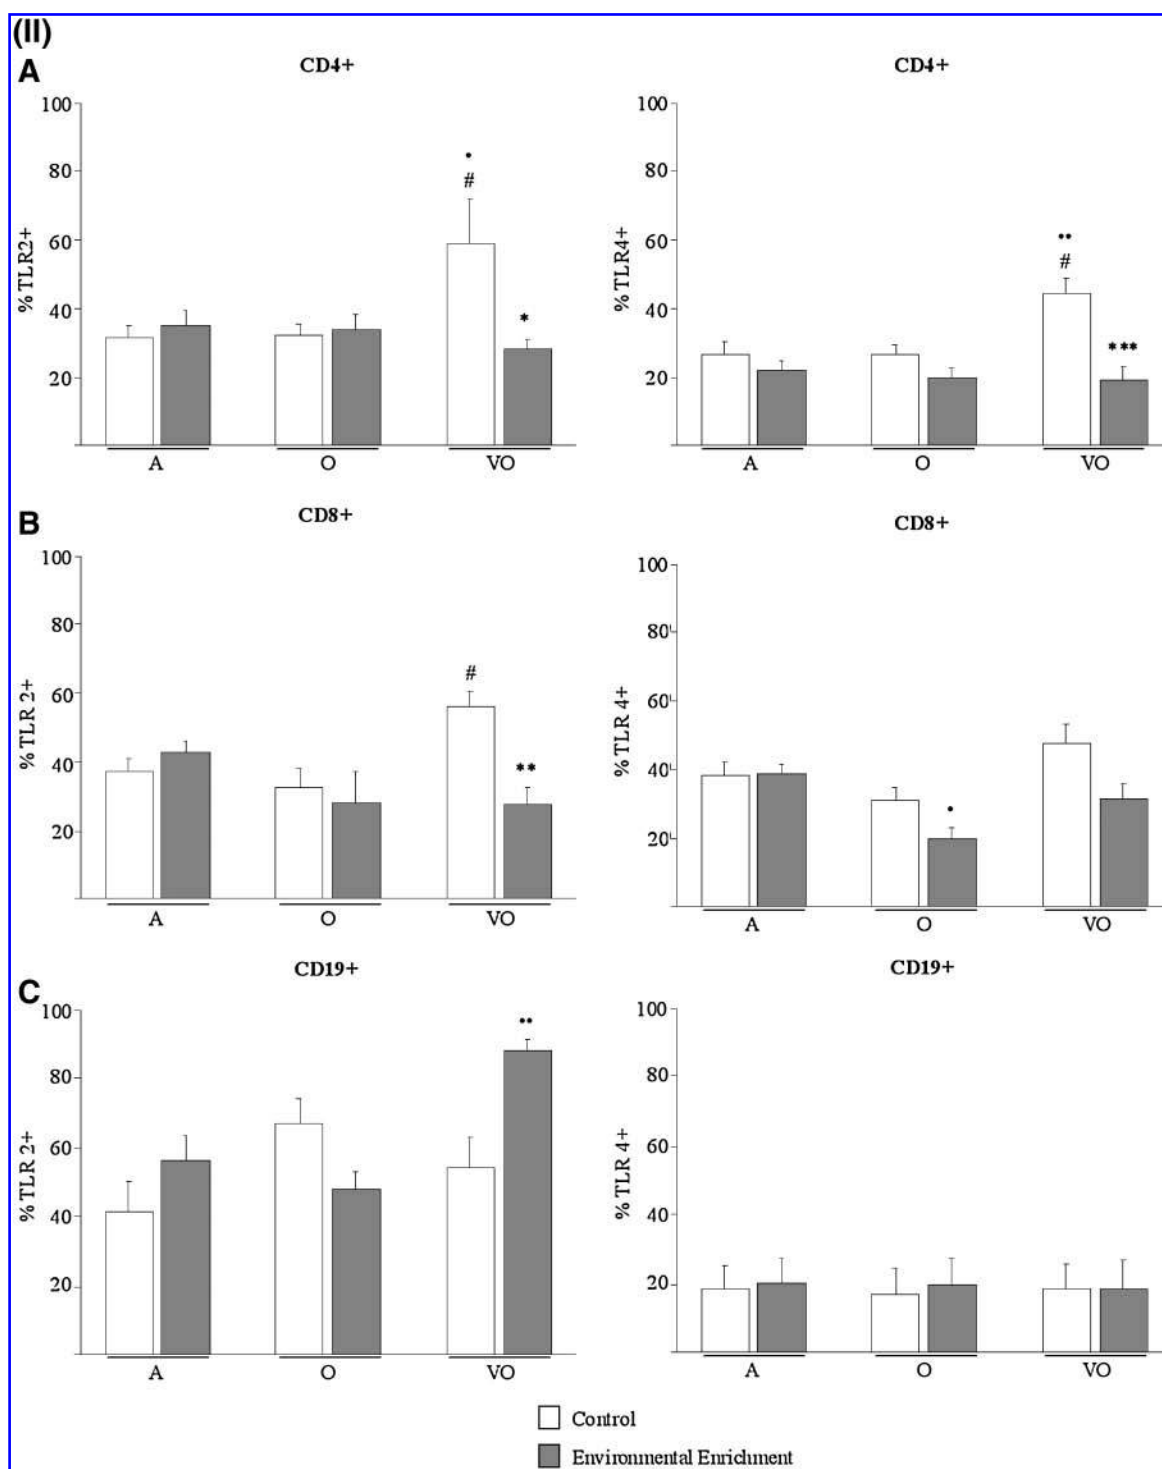 (II)
A
CD4+
CD4+
100
80
60
40
20
%TLR2+
•
#
*
A
O
VO
100
80
60
40
20
%TLR4+
••
#
***
A
O
VO
B
CD8+
CD8+
100
80
60
40
20
%TLR 2+
#
**
A
O
VO
100
80
60
40
20
%TLR 4+
•
A
O
VO
C
CD19+
CD19+
100
80
60
40
20
%TLR 2+
••
A
O
VO
100
80
60
40
20
%TLR 4+
A
O
VO
Control
Environmental Enrichment